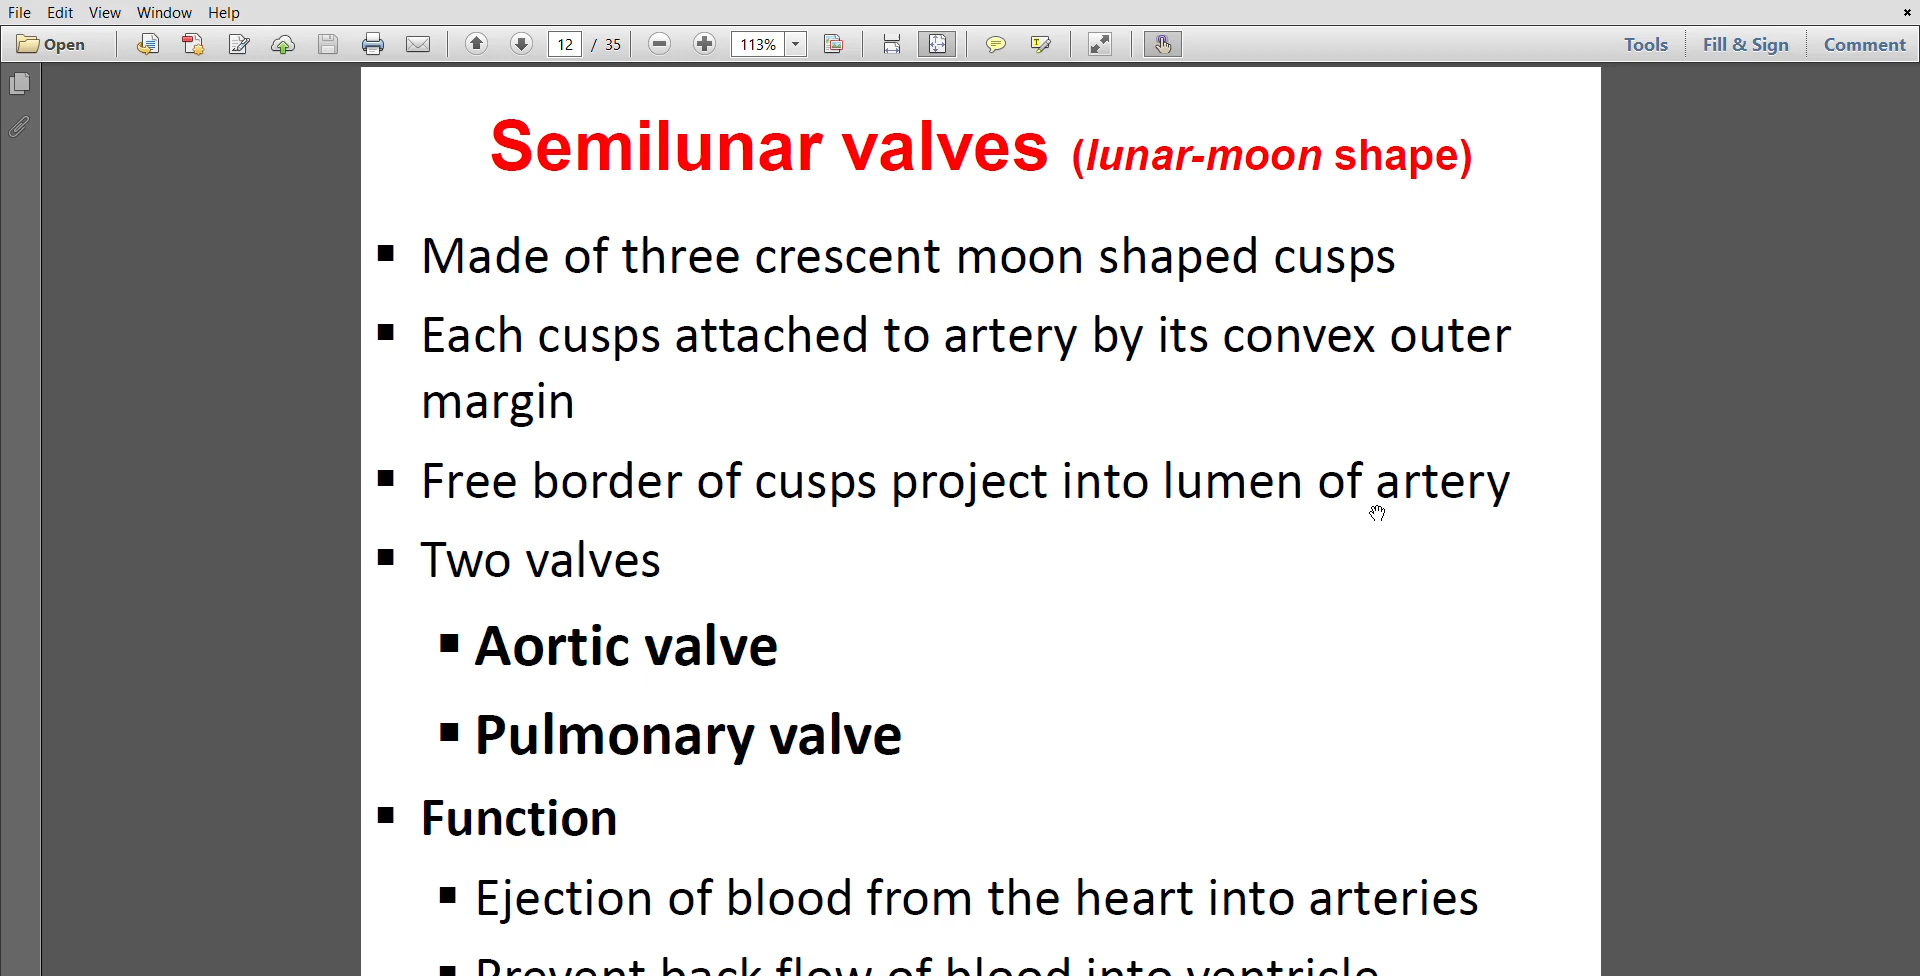 File Edit View Window Help
Open 12 / 35 113% Tools Fill & Sign Comment
Semilunar valves (lunar-moon shape)
▪ Made of three crescent moon shaped cusps
▪ Each cusps attached to artery by its convex outer
margin
▪ Free border of cusps project into lumen of artery
▪ Two valves
▪ Aortic valve
▪ Pulmonary valve
▪ Function
▪ Ejection of blood from the heart into arteries
▪ Prevent back flow of blood into ventricle